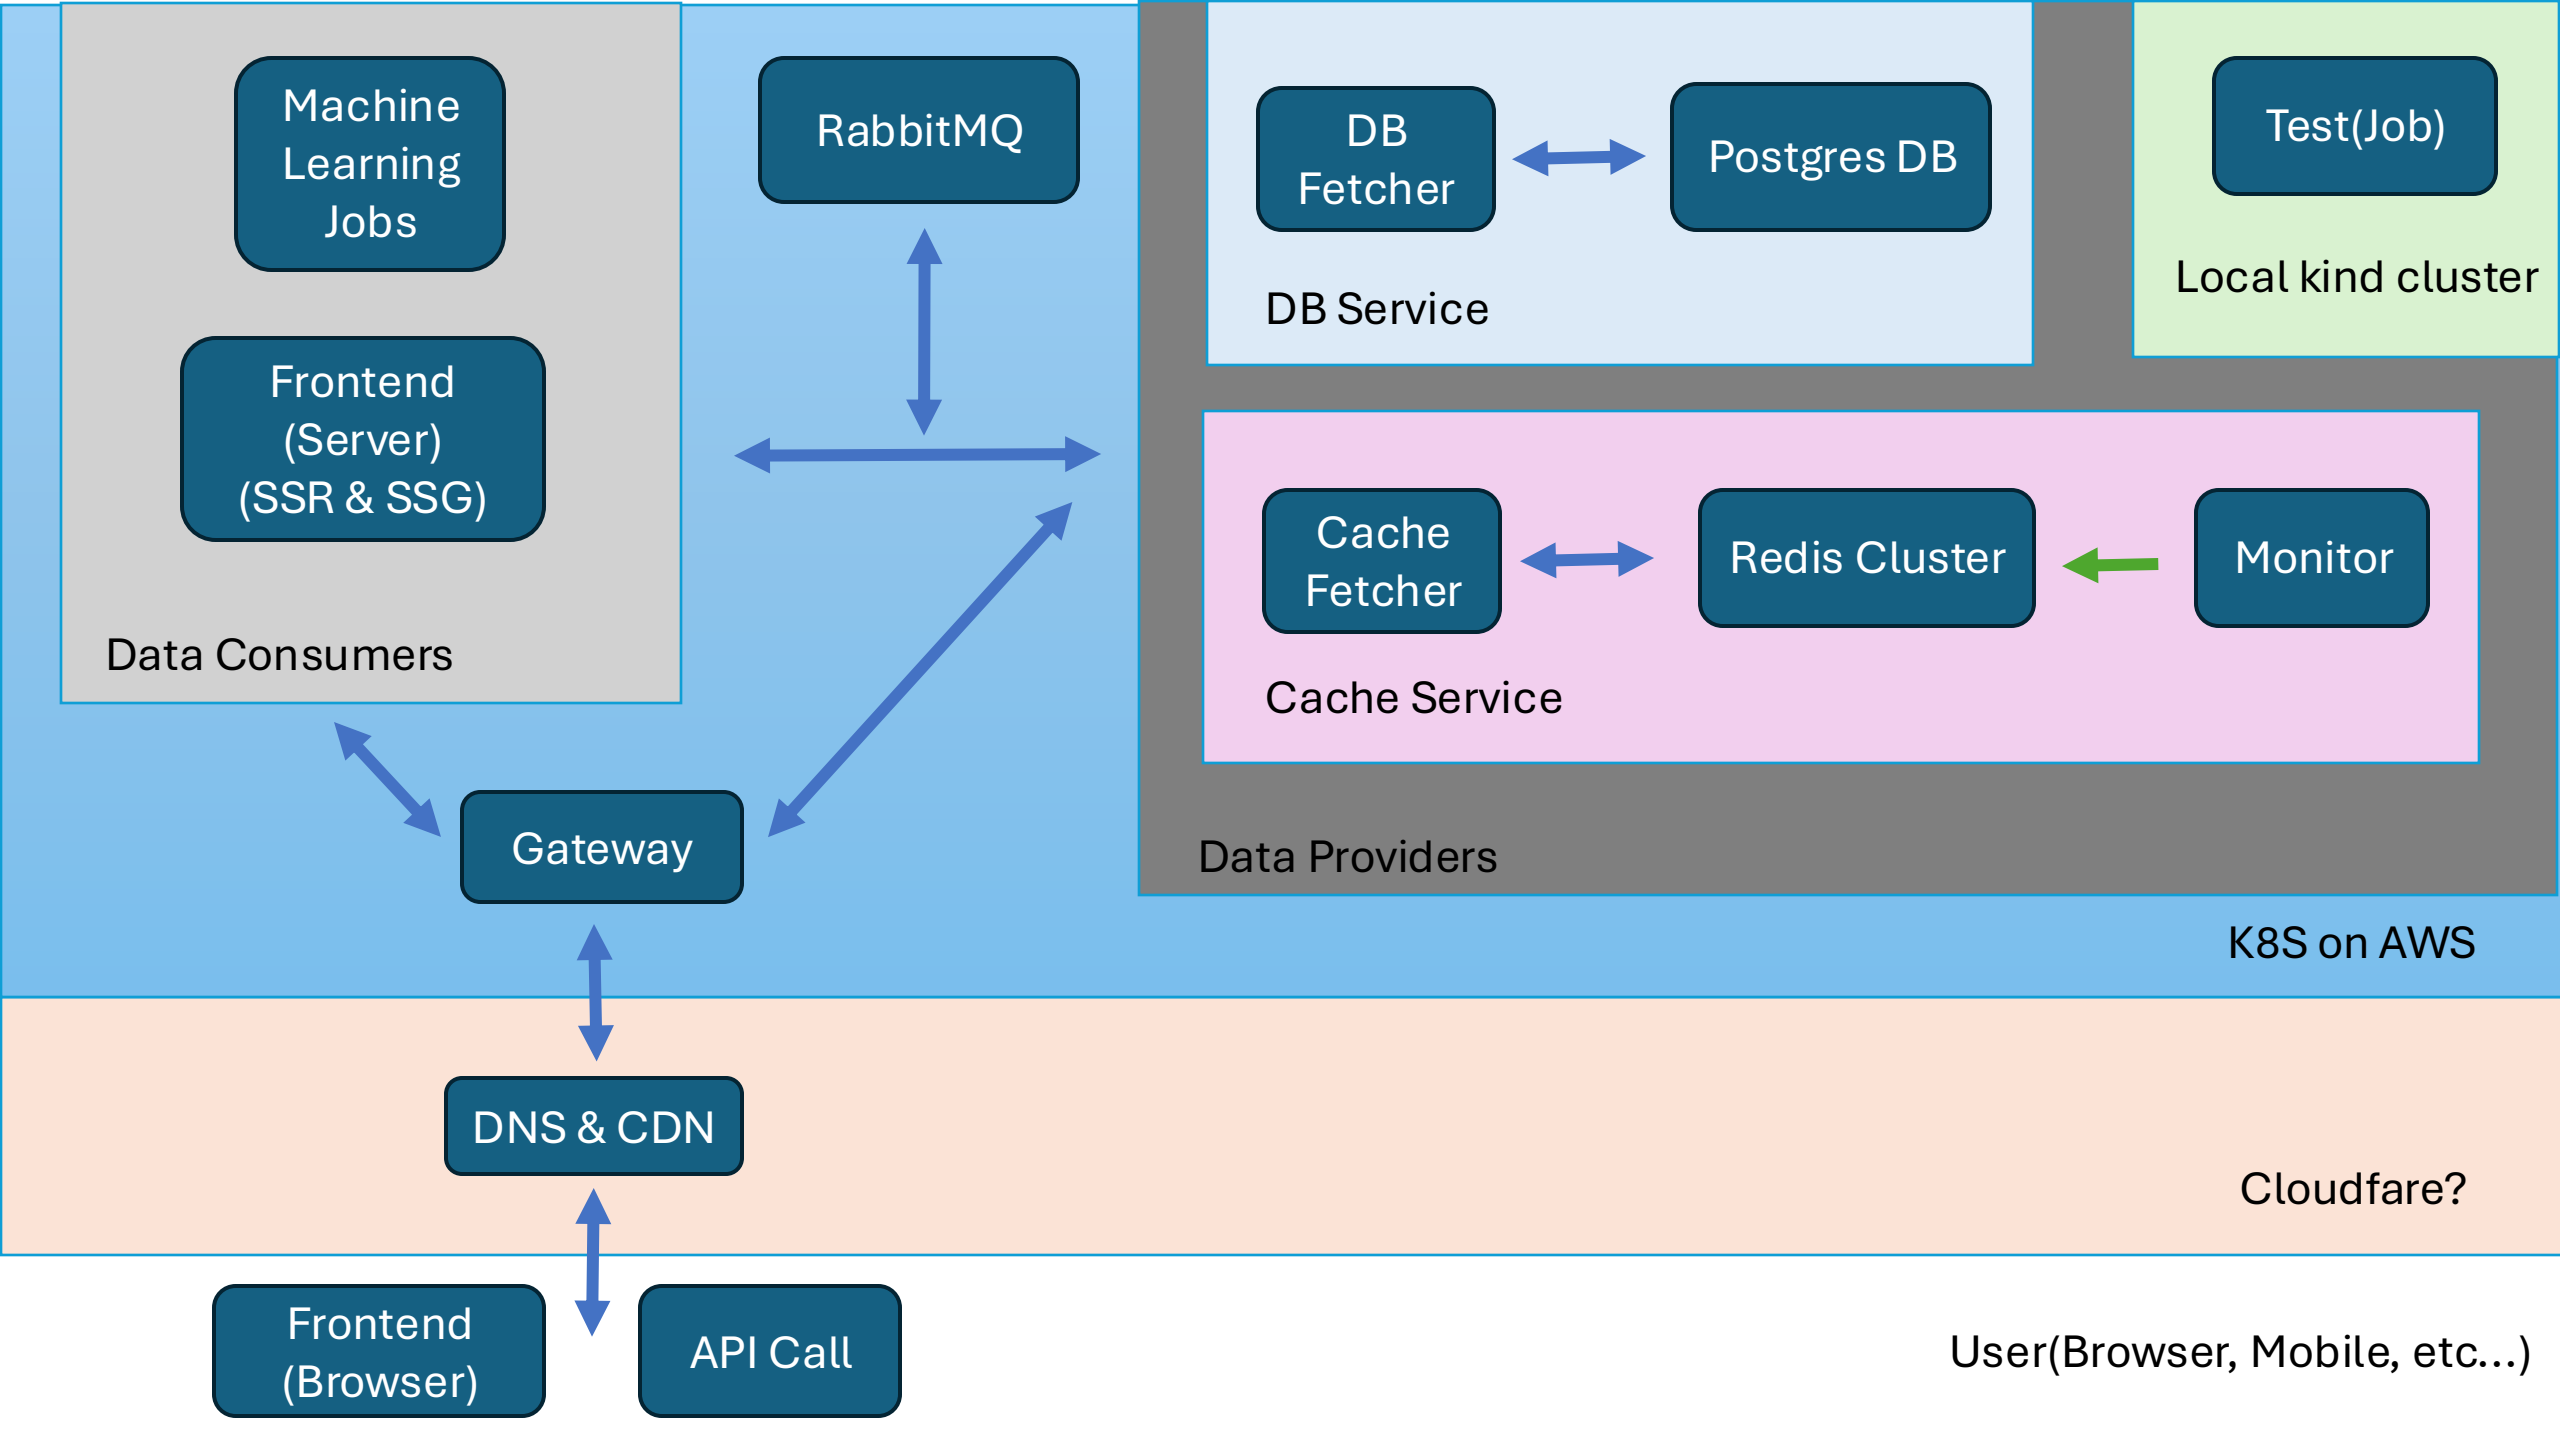 Machine
Learning
Jobs
Frontend
(Server)
(SSR & SSG)
Data Consumers
RabbitMQ
DB
Fetcher
Postgres DB
DB Service
Test(Job)
Local kind cluster
Cache
Fetcher
Redis Cluster
Monitor
Cache Service
Data Providers
Gateway
K8S on AWS
DNS & CDN
Cloudfare?
Frontend
(Browser)
API Call
User(Browser, Mobile, etc...)